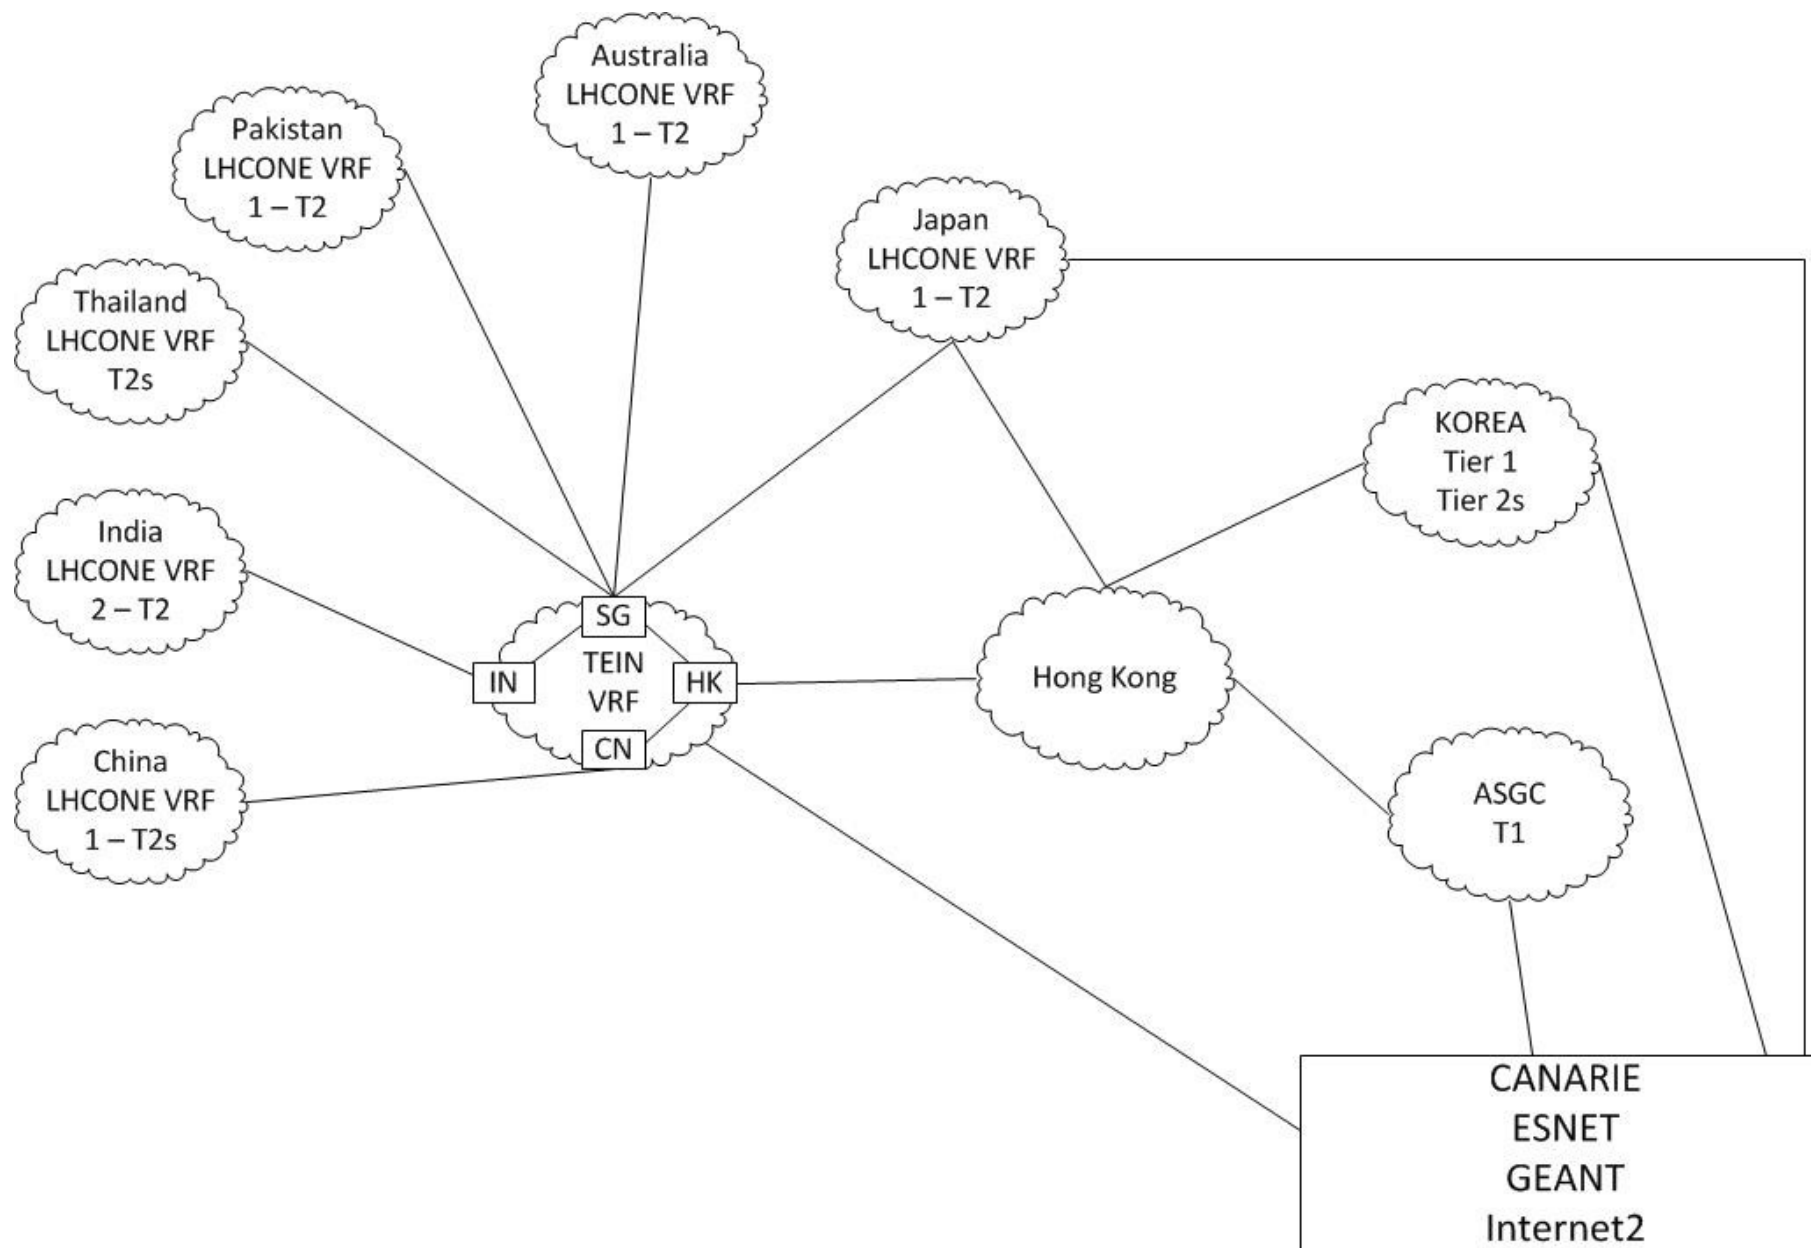 Australia
LHCONE VRF
1 – T2
Pakistan
LHCONE VRF
1 – T2
Japan
LHCONE VRF
1 – T2
Thailand
LHCONE VRF
T2s
KOREA
Tier 1
Tier 2s
India
LHCONE VRF
2 – T2
SG
TEIN
VRF
IN
HK
CN
Hong Kong
China
LHCONE VRF
1 – T2s
ASGC
T1
CANARIE
ESNET
GEANT
Internet2